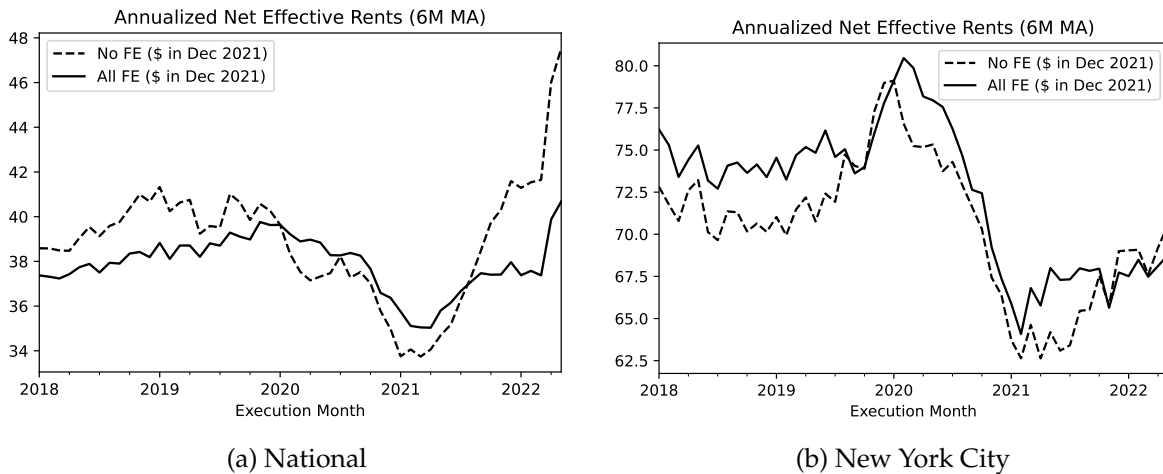 Annualized Net Effective Rents (6M MA)
48
46
44
42
40
38
36
34
No FE ($ in Dec 2021)
All FE ($ in Dec 2021)
2018 2019 2020 2021 2022
Execution Month
(a) National
Annualized Net Effective Rents (6M MA)
80.0
77.5
75.0
72.5
70.0
67.5
65.0
62.5
No FE ($ in Dec 2021)
All FE ($ in Dec 2021)
2018 2019 2020 2021 2022
Execution Month
(b) New York City